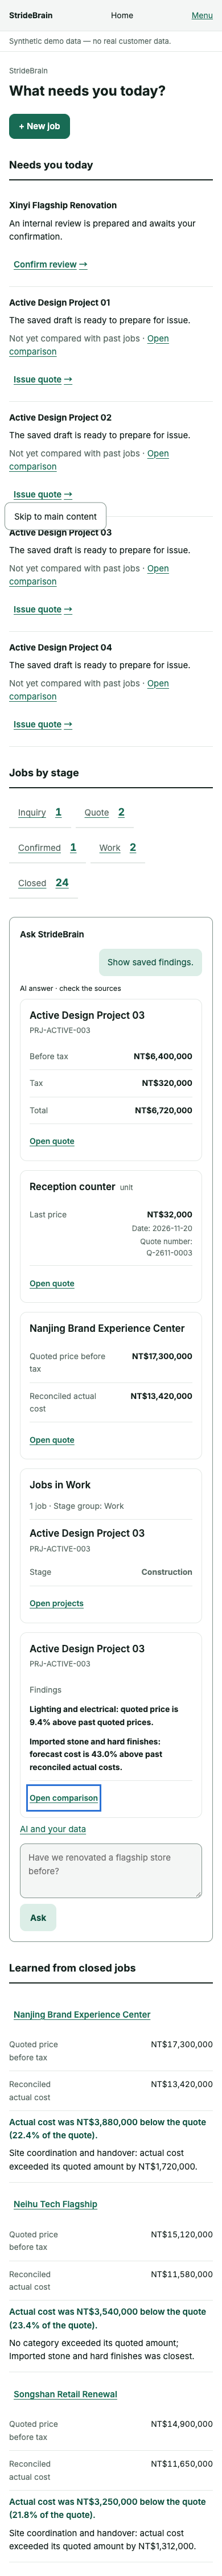 StrideBrain Home Menu
Synthetic demo data — no real customer data.
StrideBrain
What needs you today?
+ New job
Needs you today
Xinyi Flagship Renovation
An internal review is prepared and awaits your
confirmation.
Confirm review →
Active Design Project 01
The saved draft is ready to prepare for issue.
Not yet compared with past jobs · Open
comparison
Issue quote →
Active Design Project 02
The saved draft is ready to prepare for issue.
Not yet compared with past jobs · Open
comparison
Issue quote →
Skip to main content
Active Design Project 03
The saved draft is ready to prepare for issue.
Not yet compared with past jobs · Open
comparison
Issue quote →
Active Design Project 04
The saved draft is ready to prepare for issue.
Not yet compared with past jobs · Open
comparison
Issue quote →
Jobs by stage
Inquiry 1 Quote 2
Confirmed 1 Work 2
Closed 24
Ask StrideBrain
Show saved findings.
AI answer · check the sources
Active Design Project 03
PRJ-ACTIVE-003
Before tax NT$6,400,000
Tax NT$320,000
Total NT$6,720,000
Open quote
Reception counter unit
Last price NT$32,000
Date: 2026-11-20
Quote number:
Q-2611-0003
Open quote
Nanjing Brand Experience Center
Quoted price before NT$17,300,000
tax
Reconciled actual NT$13,420,000
cost
Open quote
Jobs in Work
1 job · Stage group: Work
Active Design Project 03
PRJ-ACTIVE-003
Stage Construction
Open projects
Active Design Project 03
PRJ-ACTIVE-003
Findings
Lighting and electrical: quoted price is
9.4% above past quoted prices.
Imported stone and hard finishes:
forecast cost is 43.0% above past
reconciled actual costs.
Open comparison
AI and your data
Have we renovated a flagship store
before?
Ask
Learned from closed jobs
Nanjing Brand Experience Center
Quoted price NT$17,300,000
before tax
Reconciled NT$13,420,000
actual cost
Actual cost was NT$3,880,000 below the quote
(22.4% of the quote).
Site coordination and handover: actual cost
exceeded its quoted amount by NT$1,720,000.
Neihu Tech Flagship
Quoted price NT$15,120,000
before tax
Reconciled NT$11,580,000
actual cost
Actual cost was NT$3,540,000 below the quote
(23.4% of the quote).
No category exceeded its quoted amount;
Imported stone and hard finishes was closest.
Songshan Retail Renewal
Quoted price NT$14,900,000
before tax
Reconciled NT$11,650,000
actual cost
Actual cost was NT$3,250,000 below the quote
(21.8% of the quote).
Site coordination and handover: actual cost
exceeded its quoted amount by NT$1,312,000.